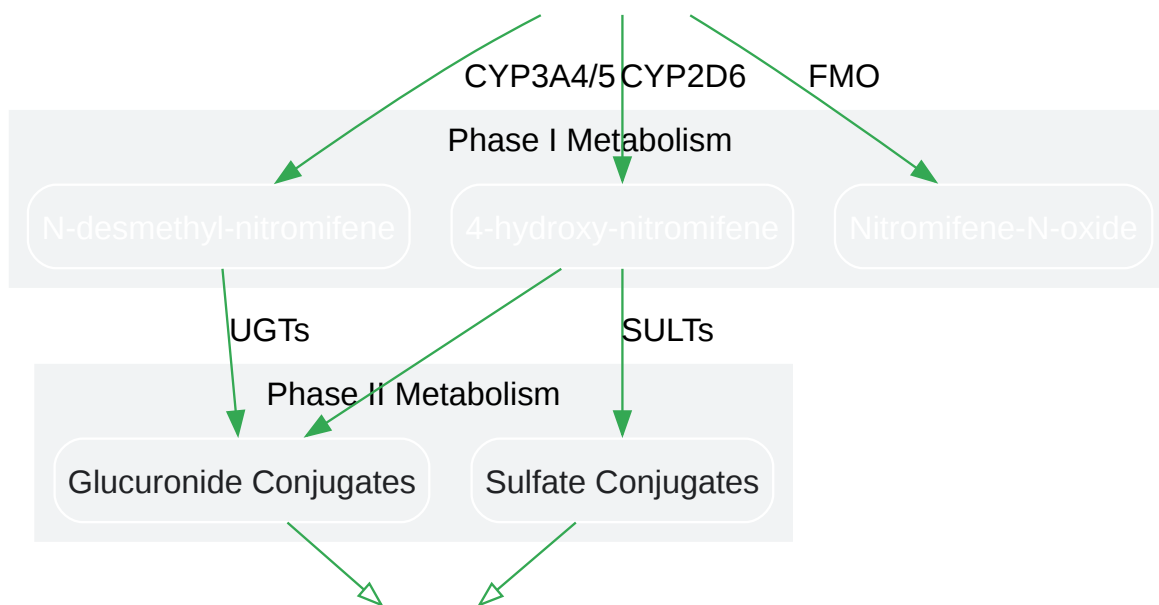 CYP3A4/5
CYP2D6
FMO
Phase I Metabolism
N-desmethyl-nitromifene
4-hydroxy-nitromifene
Nitromifene-N-oxide
UGTs
SULTs
Phase II Metabolism
Glucuronide Conjugates
Sulfate Conjugates